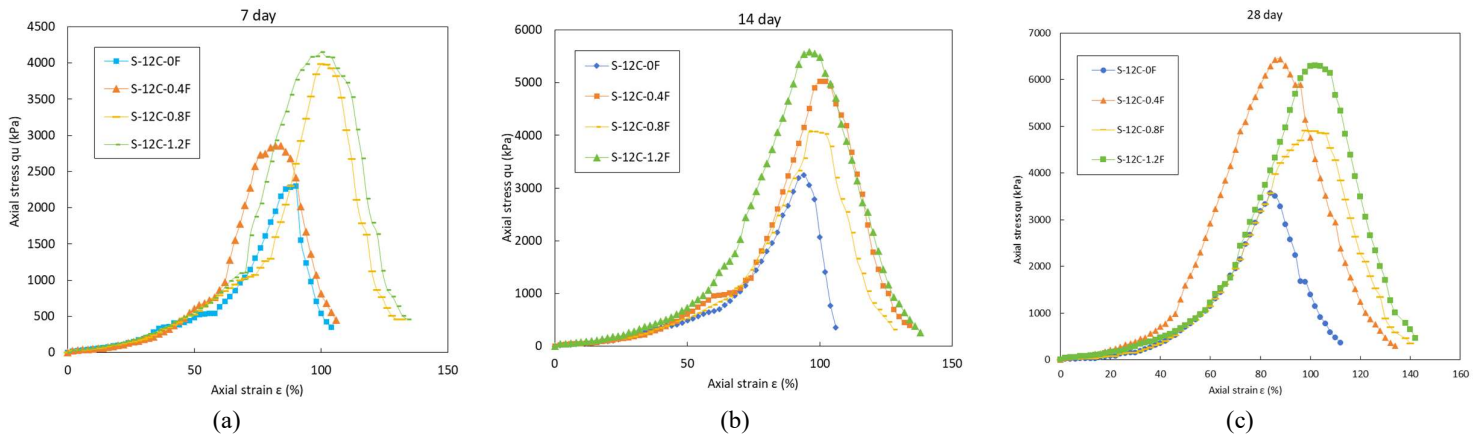 7 day
4500
4000
3500
3000
2500
2000
1500
1000
500
0
Axial stress qu (kPa)
S-12C-0F
S-12C-0.4F
S-12C-0.8F
S-12C-1.2F
0 50 100 150
Axial strain ε (%)
(a)
14 day
6000
5000
4000
3000
2000
1000
0
Axial stress qu (kPa)
S-12C-0F
S-12C-0.4F
S-12C-0.8F
S-12C-1.2F
0 50 100 150
Axial strain ε (%)
(b)
28 day
7000
6000
5000
4000
3000
2000
1000
0
Axial stress qu (kPa)
S-12C-0F
S-12C-0.4F
S-12C-0.8F
S-12C-1.2F
0 20 40 60 80 100 120 140 160
Axial strain ε (%)
(c)